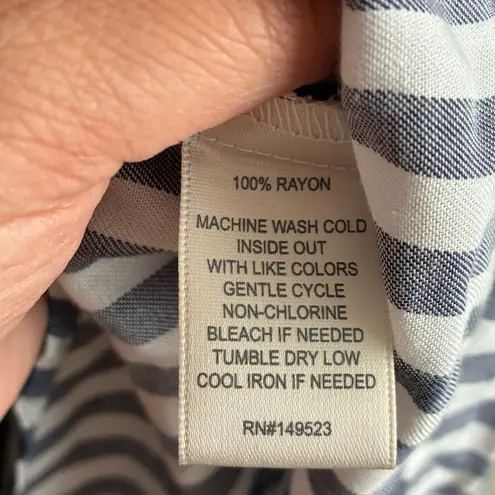 100% RAYON
MACHINE WASH COLD
INSIDE OUT
WITH LIKE COLORS
GENTLE CYCLE
NON-CHLORINE
BLEACH IF NEEDED
TUMBLE DRY LOW
COOL IRON IF NEEDED
RN#149523